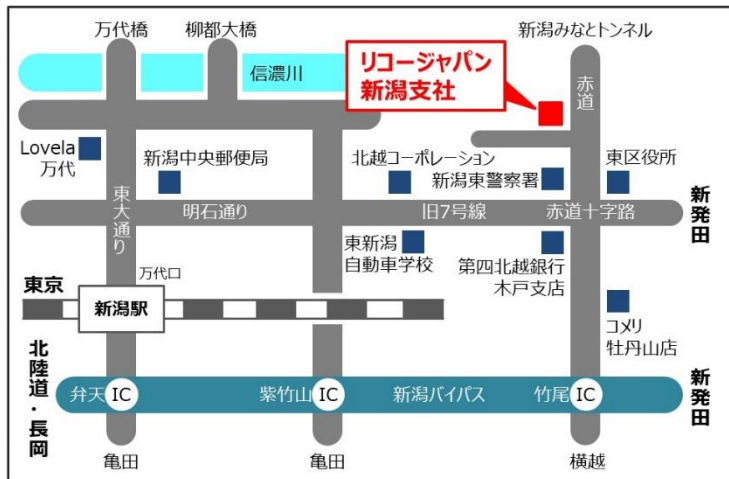 万代橋
柳都大橋
新潟みなとトンネル
信濃川
リコージャパン
新潟支社
赤道
Lovela
万代
新潟中央郵便局
北越コーポレーション
新潟東警察署
東区役所
東大通り
明石通り
旧7号線
赤道十字路
新発田
東新潟
自動車学校
第四北越銀行
木戸支店
万代口
東京
新潟駅
コメリ
牡丹山店
北陸道・長岡
弁天
IC
紫竹山
IC
新潟バイパス
竹尾
IC
新発田
亀田
亀田
横越